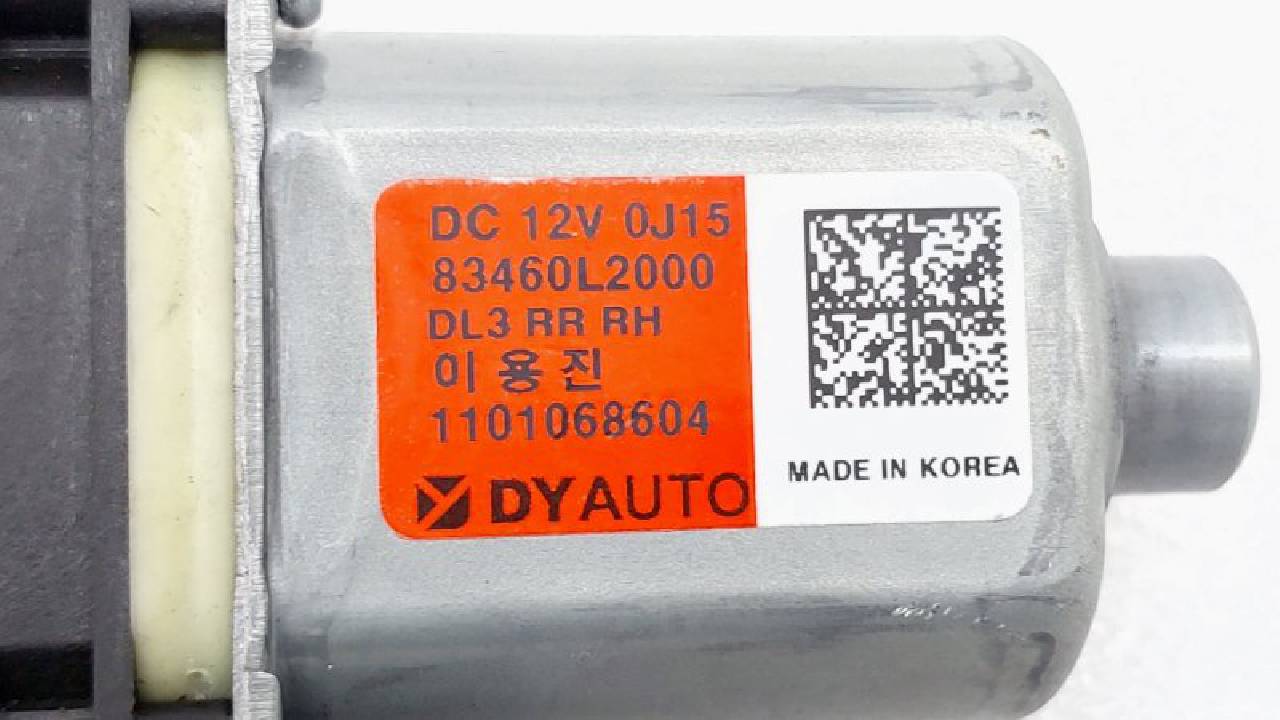 DC 12V 0J15
83460L2000
DL3 RR RH
이용진
1101068604
DYAUTO
MADE IN KOREA